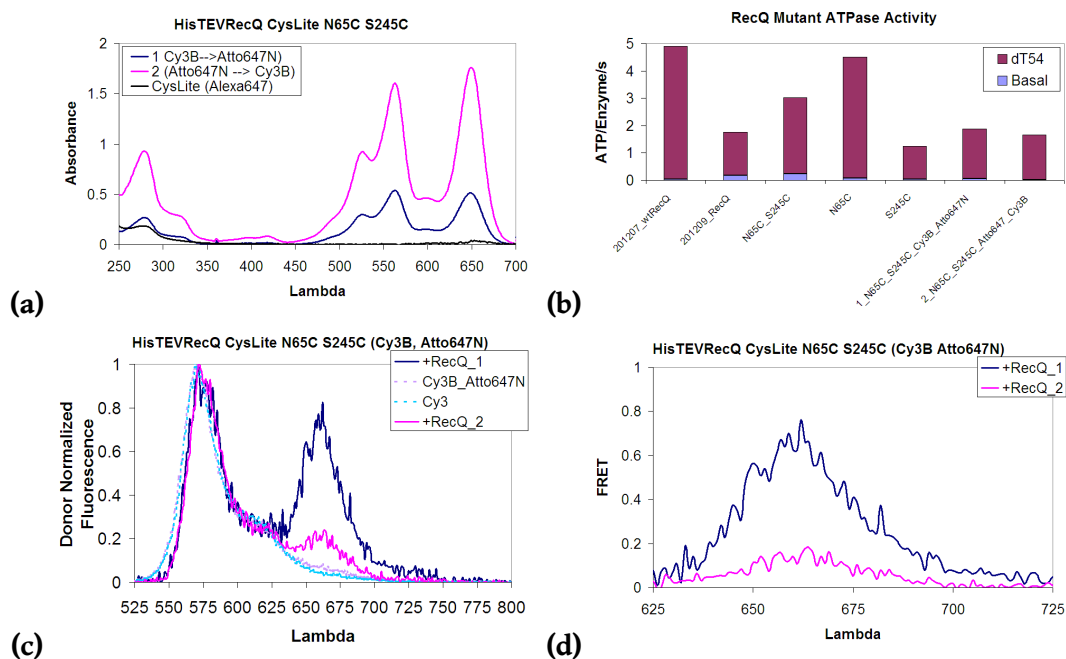 HisTEVRecQ CysLite N65C S245C
2
1.5
1
0.5
0
Absorbance
1 Cy3B-->Atto647N)
2 (Atto647N --> Cy3B)
CysLite (Alexa647)
250 300 350 400 450 500 550 600 650 700
Lambda
(a)
RecQ Mutant ATPase Activity
5
4
3
2
1
0
ATP/Enzyme/s
dT54
Basal
201207_wtRecQ
201209_RecQ
N65C_S245C
N65C
S245C
1_N65C_S245C_Cy3B_Atto647N
2_N65C_S245C_Atto647_Cy3B
(b)
HisTEVRecQ CysLite N65C S245C (Cy3B, Atto647N)
1
0.8
0.6
0.4
0.2
0
Donor Normalized
Fluorescence
+RecQ_1
Cy3B_Atto647N
Cy3
+RecQ_2
525 550 575 600 625 650 675 700 725 750 775 800
Lambda
(c)
HisTEVRecQ CysLite N65C S245C (Cy3B Atto647N)
1
0.8
0.6
0.4
0.2
0
FRET
+RecQ_1
+RecQ_2
625 650 675 700 725
Lambda
(d)